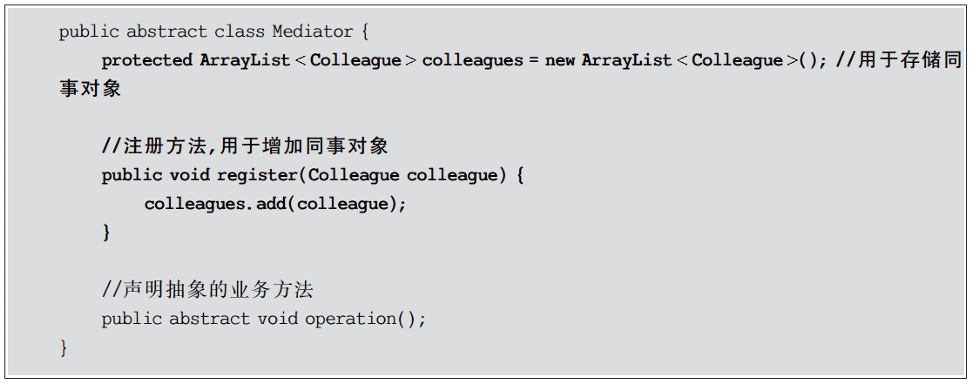 public abstract class Mediator {
protected ArrayList<Colleague> colleagues = new ArrayList<Colleague>(); //用于存储同
事对象
//注册方法,用于增加同事对象
public void register(Colleague colleague) {
colleagues.add(colleague);
}
//声明抽象的业务方法
public abstract void operation();
}